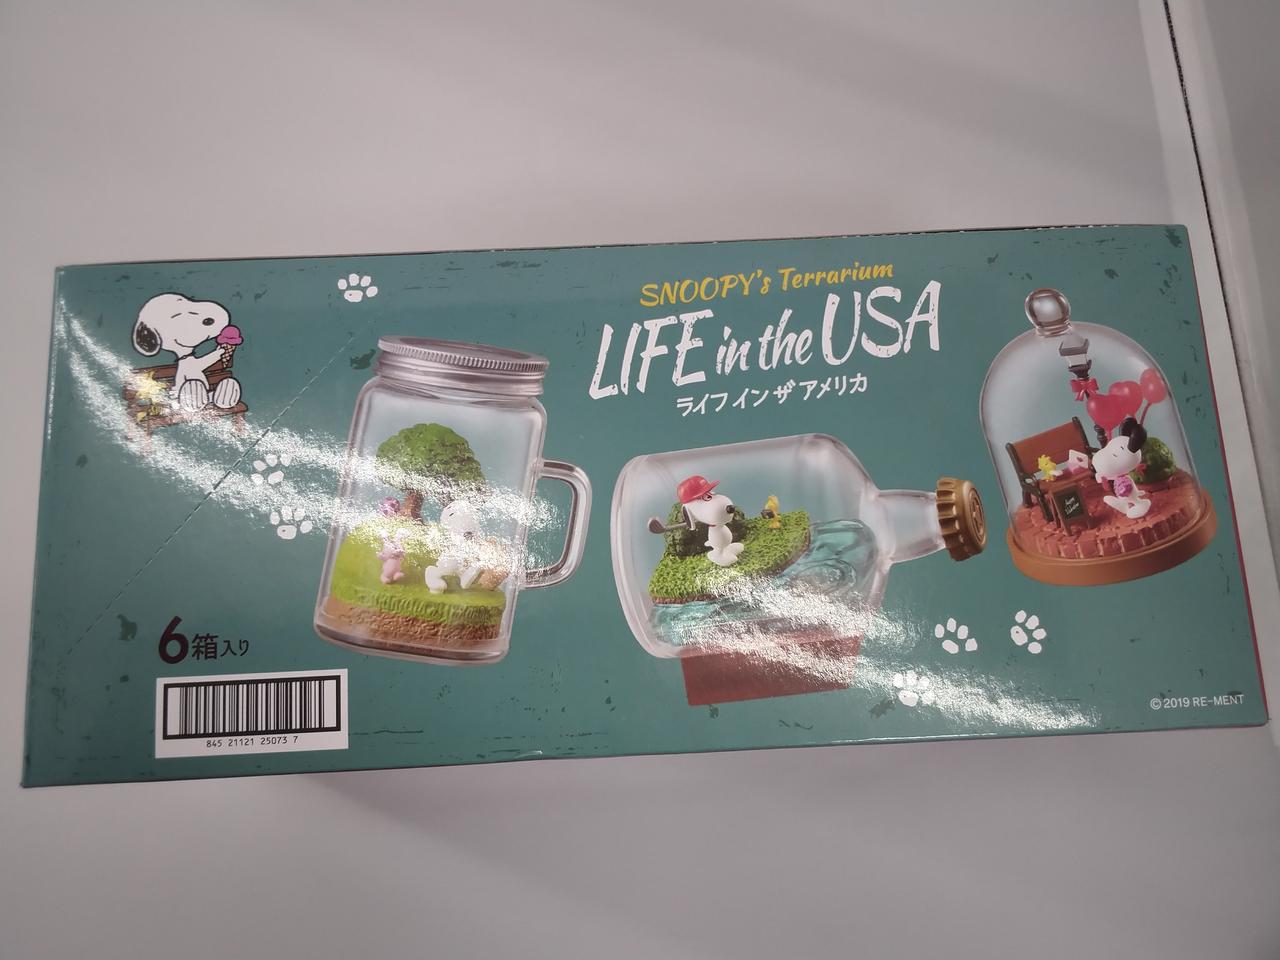 SNOOPY's Terrarium
LIFE in the USA
ライフ イン ザ アメリカ
6箱入り
845 21121 25073 7
© 2019 RE-MENT